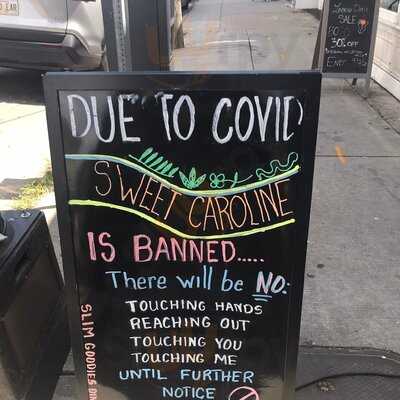 DUE TO COVID
SWEET CAROLINE
IS BANNED.....
There will be NO:
TOUCHING HANDS
REACHING OUT
TOUCHING YOU
TOUCHING ME
UNTIL FURTHER
NOTICE
SLIM GOODIES
SALE
30% OFF